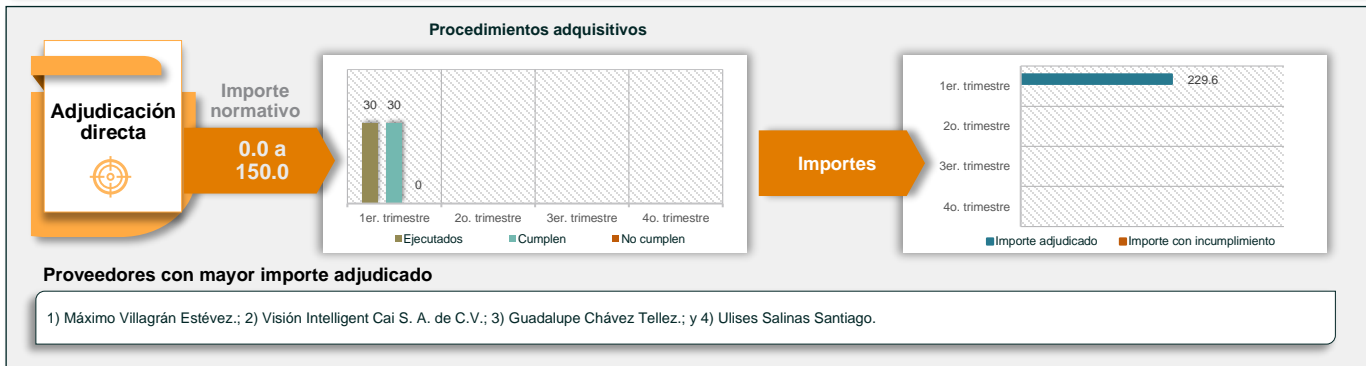 Procedimientos adquisitivos
Adjudicación
directa
Importe
normativo
0.0 a
150.0
30
30
0
1er. trimestre
2o. trimestre
3er. trimestre
4o. trimestre
Ejecutados
Cumplen
No cumplen
Importes
1er. trimestre
229.6
2o. trimestre
3er. trimestre
4o. trimestre
Importe adjudicado
Importe con incumplimiento
Proveedores con mayor importe adjudicado
1) Máximo Villagrán Estévez.; 2) Visión Intelligent Cai S. A. de C.V.; 3) Guadalupe Chávez Tellez.; y 4) Ulises Salinas Santiago.